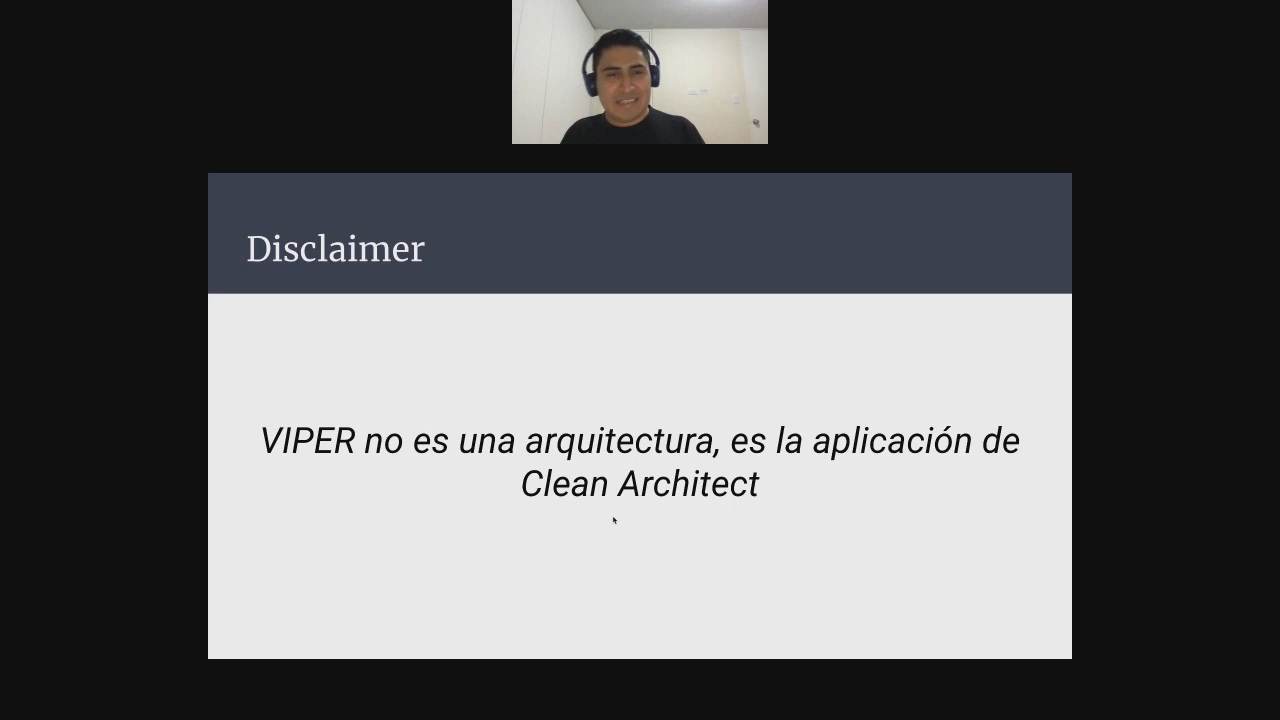 Disclaimer
VIPER no es una arquitectura, es la aplicación de
Clean Architect